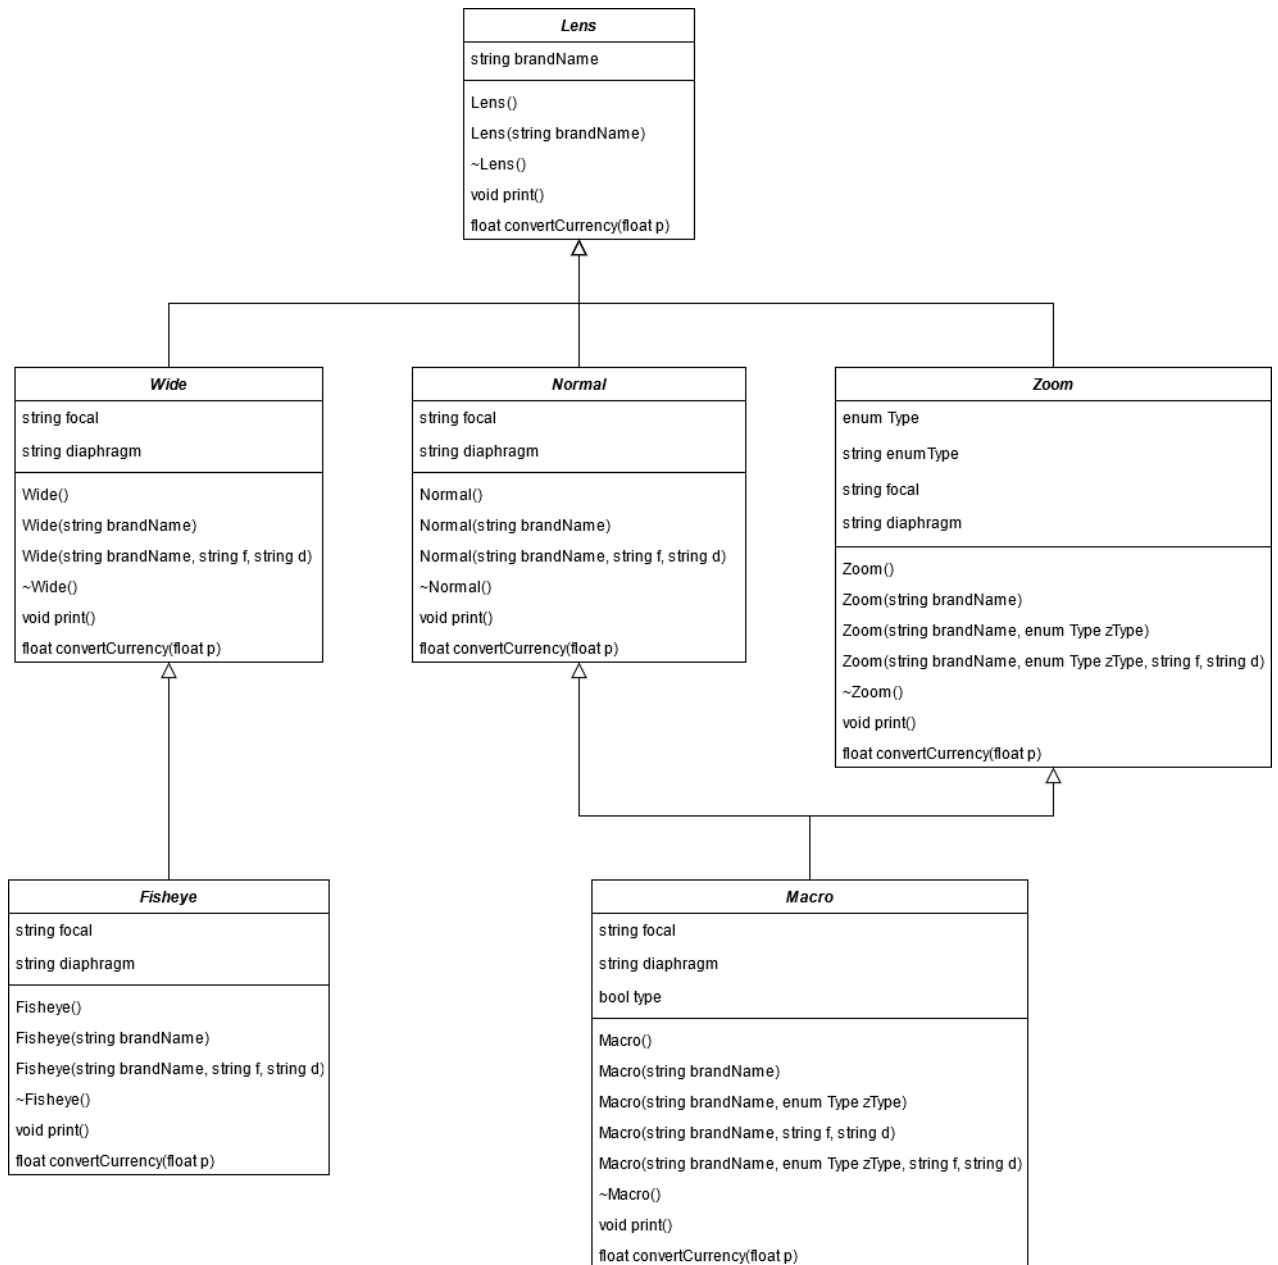 Lens
string brandName
Lens()
Lens(string brandName)
~Lens()
void print()
float convertCurrency(float p)
Wide
string focal
string diaphragm
Wide()
Wide(string brandName)
Wide(string brandName, string f, string d)
~Wide()
void print()
float convertCurrency(float p)
Normal
string focal
string diaphragm
Normal()
Normal(string brandName)
Normal(string brandName, string f, string d)
~Normal()
void print()
float convertCurrency(float p)
Zoom
enum Type
string enumType
string focal
string diaphragm
Zoom()
Zoom(string brandName)
Zoom(string brandName, enum Type zType)
Zoom(string brandName, enum Type zType, string f, string d)
~Zoom()
void print()
float convertCurrency(float p)
Fisheye
string focal
string diaphragm
Fisheye()
Fisheye(string brandName)
Fisheye(string brandName, string f, string d)
~Fisheye()
void print()
float convertCurrency(float p)
Macro
string focal
string diaphragm
bool type
Macro()
Macro(string brandName)
Macro(string brandName, enum Type zType)
Macro(string brandName, string f, string d)
Macro(string brandName, enum Type zType, string f, string d)
~Macro()
void print()
float convertCurrency(float p)